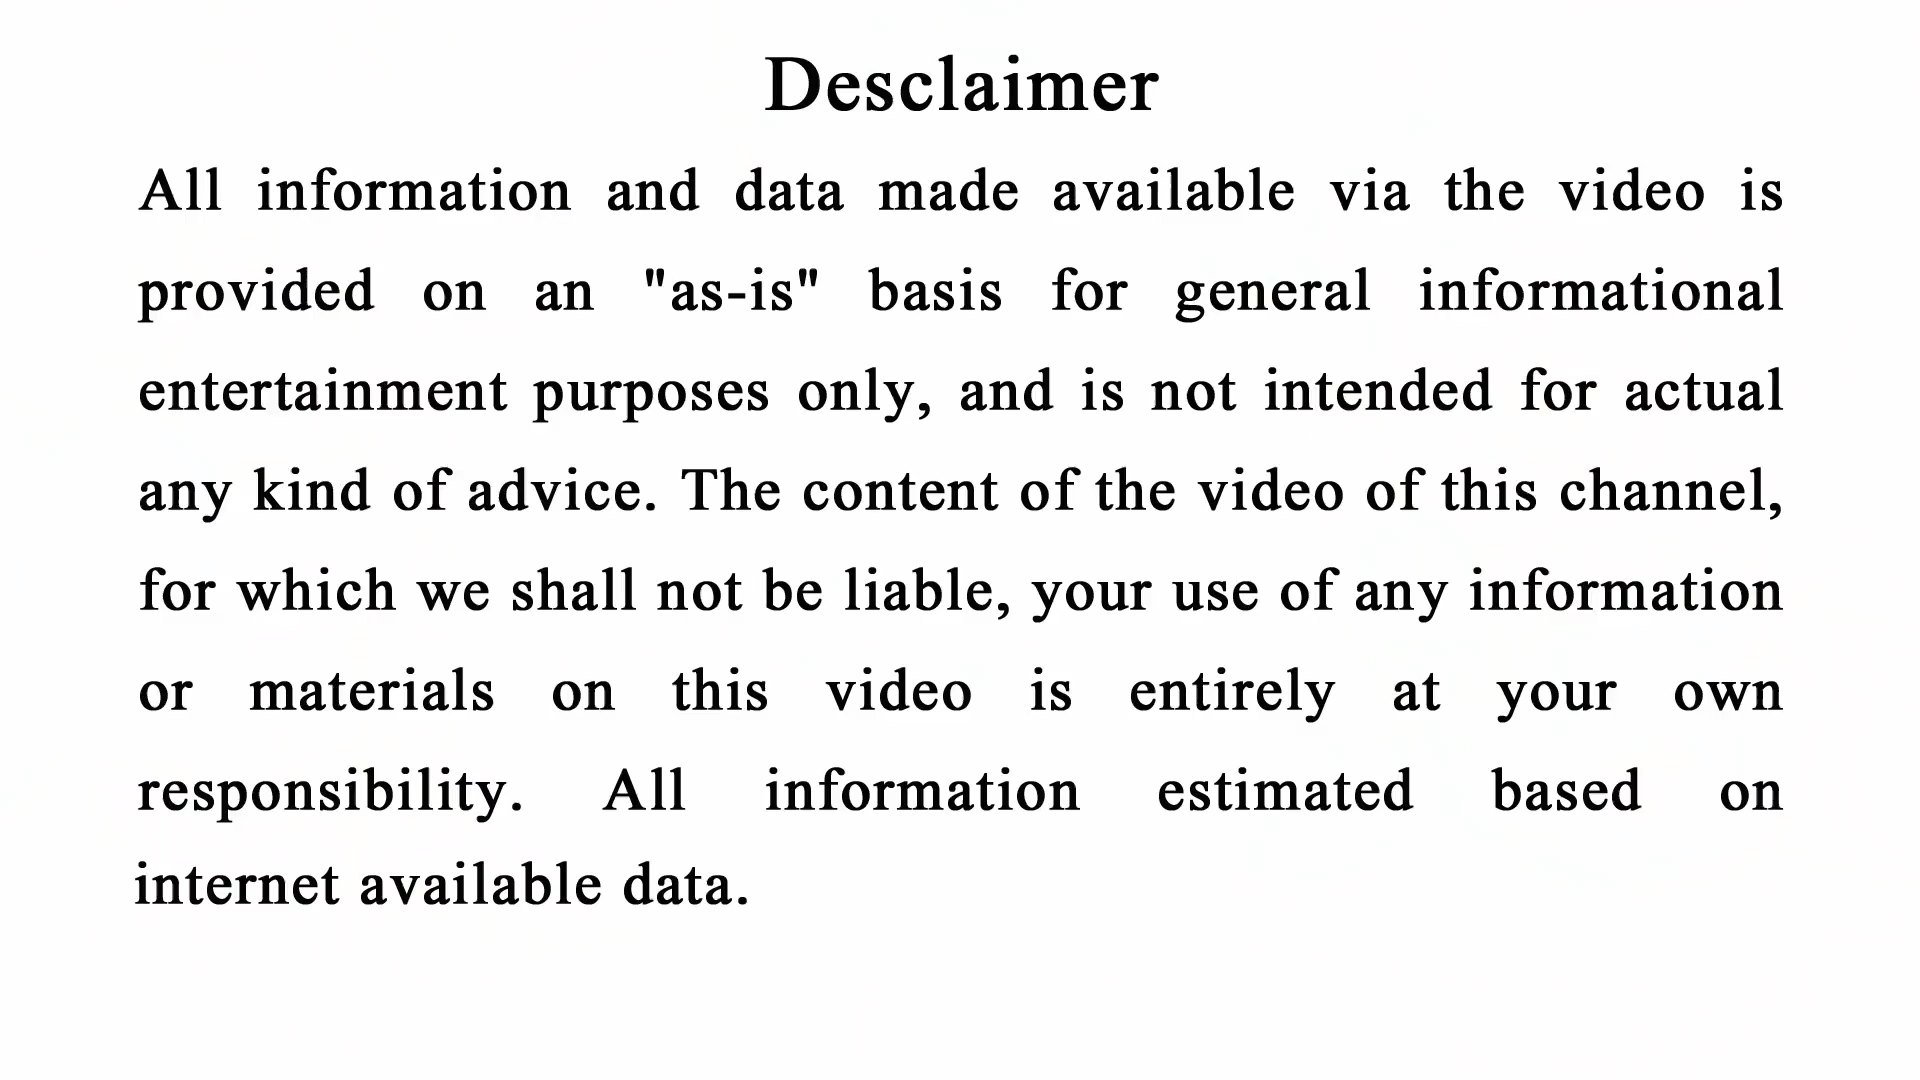 Desclaimer
All information and data made available via the video is
provided on an "as-is" basis for general informational
entertainment purposes only, and is not intended for actual
any kind of advice. The content of the video of this channel,
for which we shall not be liable, your use of any information
or materials on this video is entirely at your own
responsibility. All information estimated based on
internet available data.